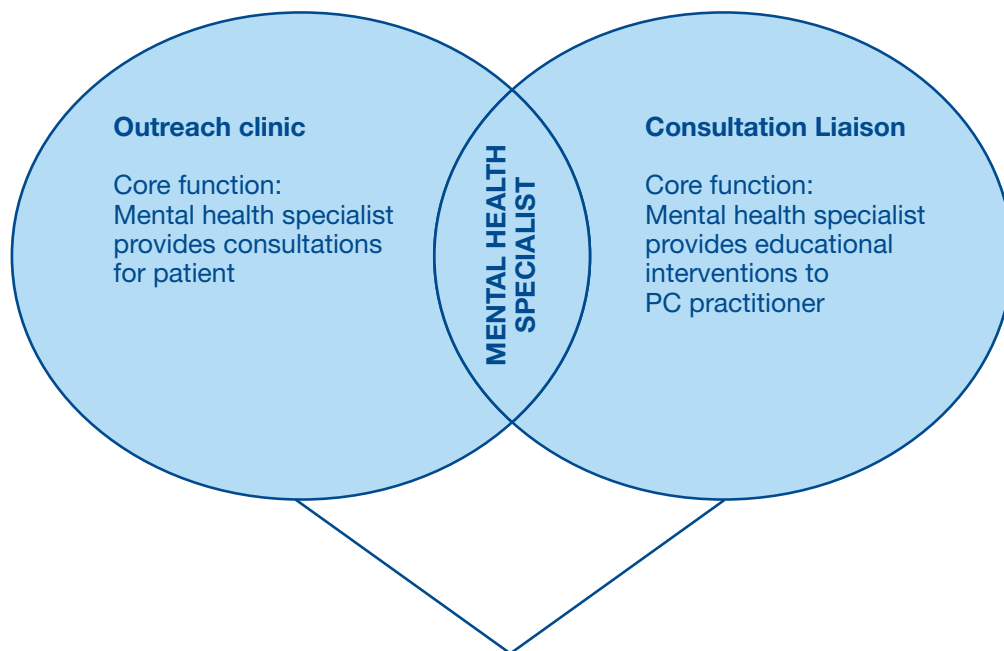 Outreach clinic
Core function:
Mental health specialist
provides consultations
for patient
MENTAL HEALTH
SPECIALIST
Consultation Liaison
Core function:
Mental health specialist
provides educational
interventions to
PC practitioner